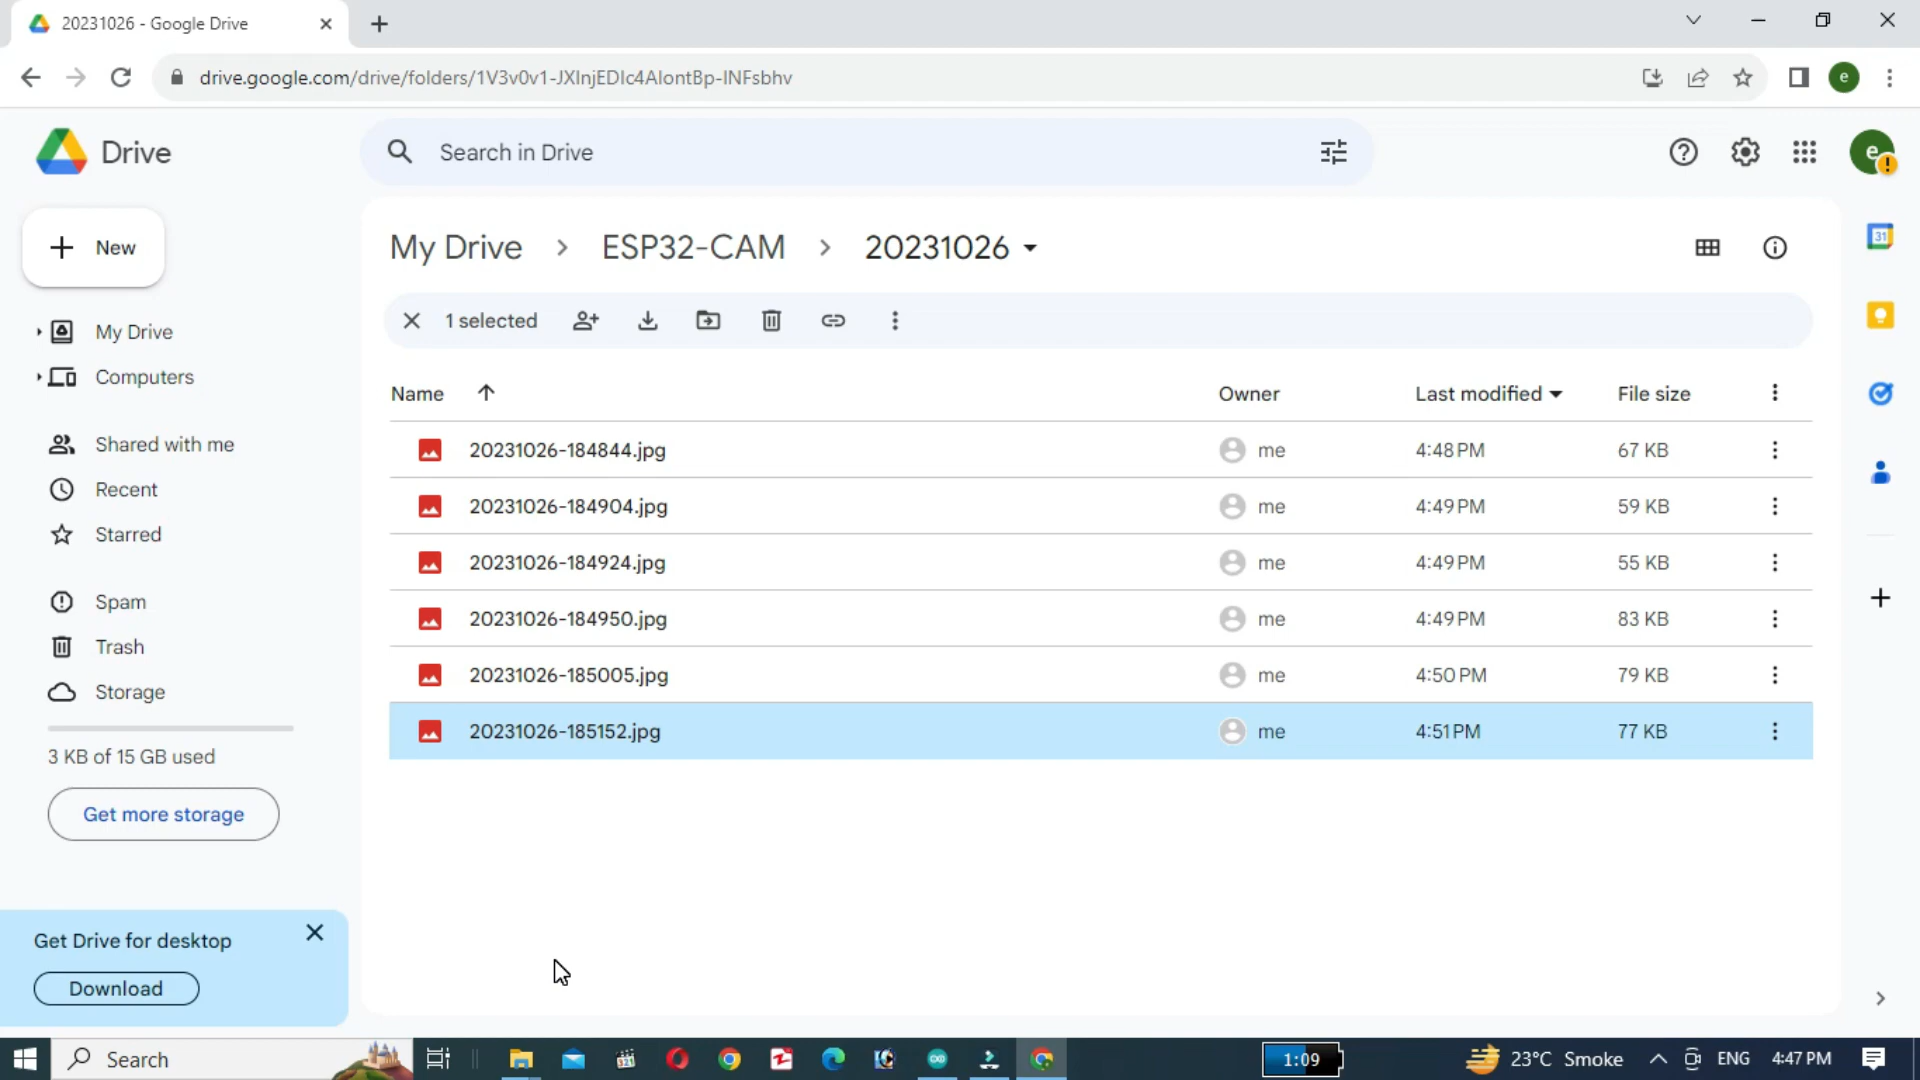 20231026 - Google Drive
drive.google.com/drive/folders/1V3v0v1-JXInjEDIc4AIontBp-INFsbhv
e
Drive
Search in Drive
e
New
My Drive > ESP32-CAM > 20231026
31
1 selected
My Drive
Computers
Shared with me
Recent
Starred
Spam
Trash
Storage
3 KB of 15 GB used
Get more storage
Name Owner Last modified File size
20231026-184844.jpg me 4:48 PM 67 KB
20231026-184904.jpg me 4:49 PM 59 KB
20231026-184924.jpg me 4:49 PM 55 KB
20231026-184950.jpg me 4:49 PM 83 KB
20231026-185005.jpg me 4:50 PM 79 KB
20231026-185152.jpg me 4:51 PM 77 KB
Get Drive for desktop
Download
Search 1:09 23°C Smoke ENG 4:47 PM